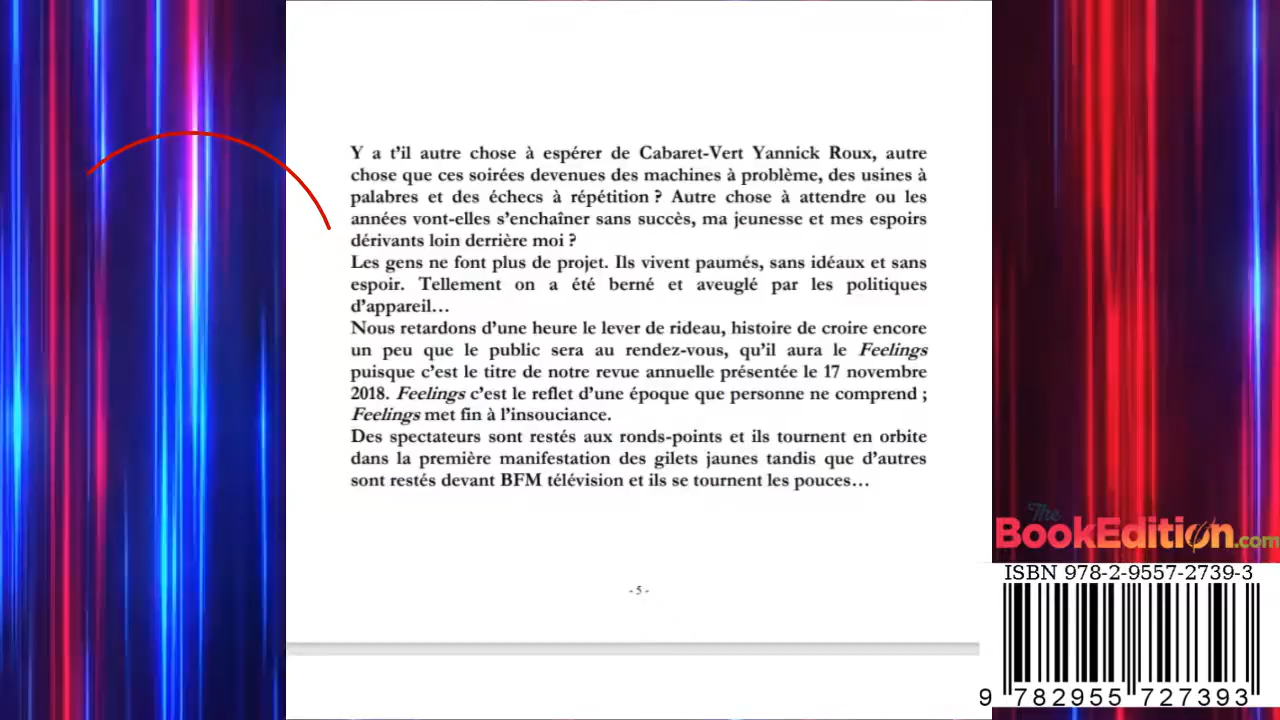 Y a t’il autre chose à espérer de Cabaret-Vert Yannick Roux, autre
chose que ces soirées devenues des machines à problème, des usines à
palabres et des échecs à répétition ? Autre chose à attendre ou les
années vont-elles s’enchaîner sans succès, ma jeunesse et mes espoirs
dérivants loin derrière moi ?
Les gens ne font plus de projet. Ils vivent paumés, sans idéaux et sans
espoir. Tellement on a été berné et aveuglé par les politiques
d’appareil…
Nous retardons d’une heure le lever de rideau, histoire de croire encore
un peu que le public sera au rendez-vous, qu’il aura le Feelings
puisque c’est le titre de notre revue annuelle présentée le 17 novembre
2018. Feelings c’est le reflet d’une époque que personne ne comprend ;
Feelings met fin à l’insouciance.
Des spectateurs sont restés aux ronds-points et ils tournent en orbite
dans la première manifestation des gilets jaunes tandis que d’autres
sont restés devant BFM télévision et ils se tournent les pouces…
- 5 -
The
BookEdition.com
ISBN 978-2-9557-2739-3
9 782955 727393